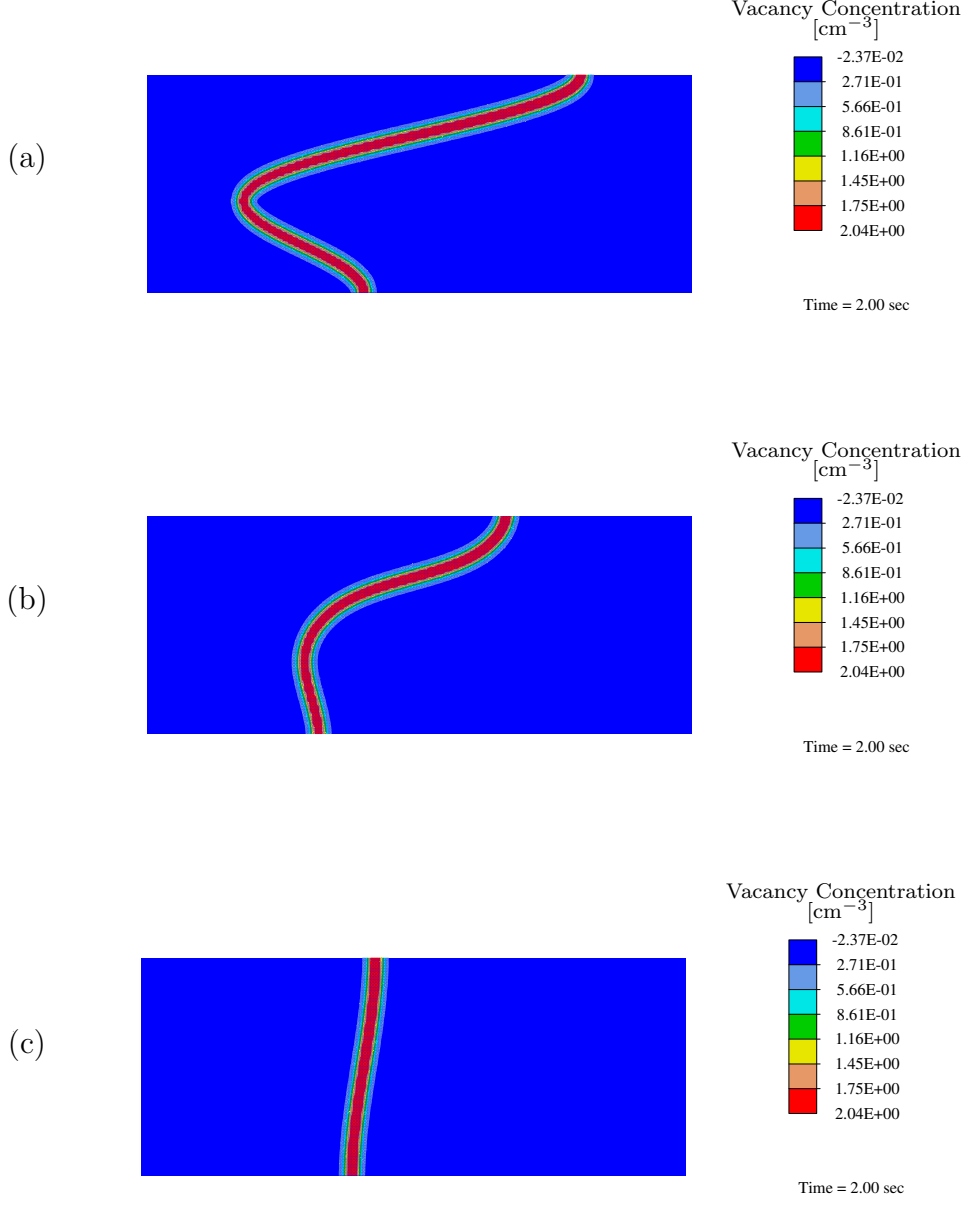 Vacancy Concentration
[cm−3]
-2.37E-02
2.71E-01
5.66E-01
8.61E-01
1.16E+00
1.45E+00
1.75E+00
2.04E+00
(a)
Time = 2.00 sec
Vacancy Concentration
[cm−3]
-2.37E-02
2.71E-01
5.66E-01
8.61E-01
1.16E+00
1.45E+00
1.75E+00
2.04E+00
(b)
Time = 2.00 sec
Vacancy Concentration
[cm−3]
-2.37E-02
2.71E-01
5.66E-01
8.61E-01
1.16E+00
1.45E+00
1.75E+00
2.04E+00
(c)
Time = 2.00 sec